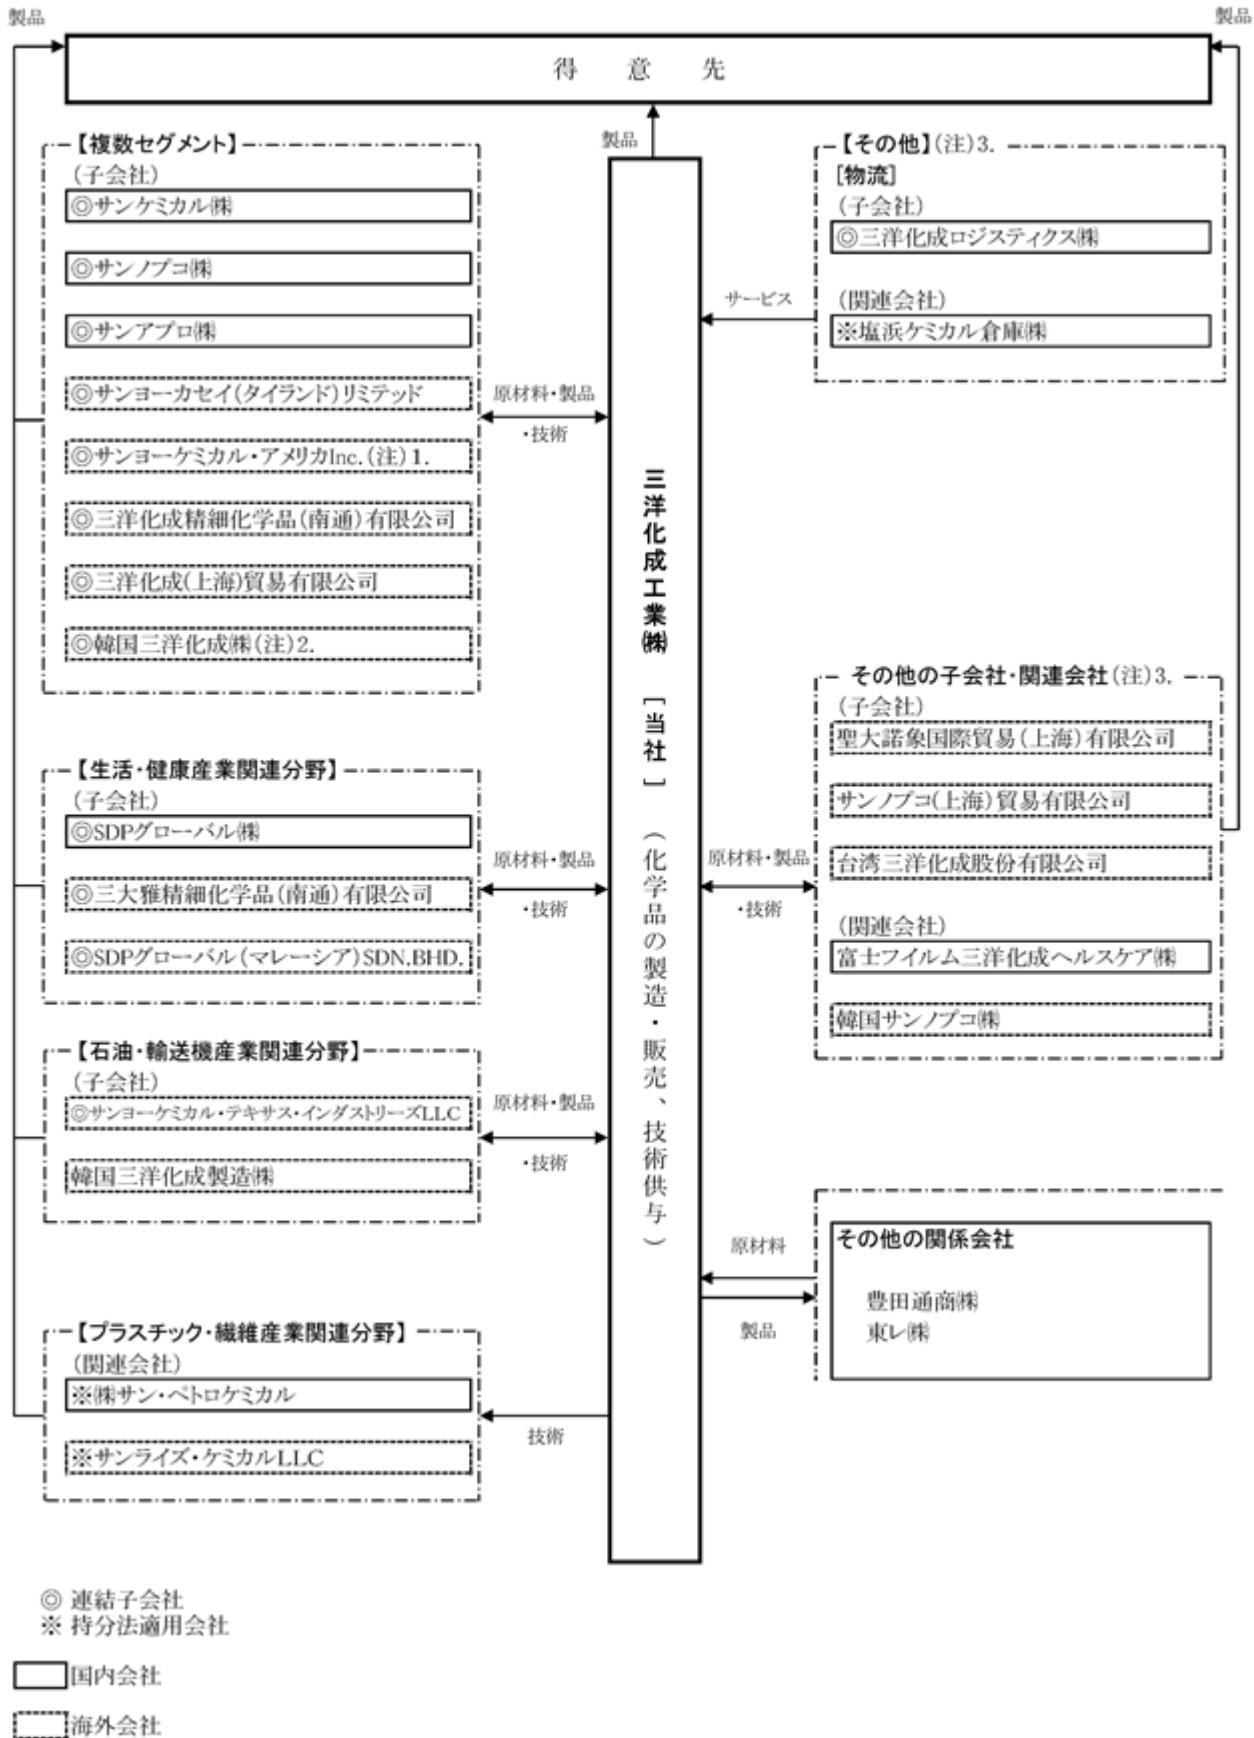 製品
製品
得意先
製品
【複数セグメント】
(子会社)
◎サンケミカル㈱
◎サンノプコ㈱
◎サンアプロ㈱
◎サンヨーカセイ(タイランド)リミテッド
◎サンヨーケミカル・アメリカInc.(注)1.
◎三洋化成精細化学品(南通)有限公司
◎三洋化成(上海)貿易有限公司
◎韓国三洋化成㈱(注)2.
原材料・製品
・技術
【生活・健康産業関連分野】
(子会社)
◎SDPグローバル㈱
◎三大雅精細化学品(南通)有限公司
◎SDPグローバル(マレーシア)SDN.BHD.
原材料・製品
・技術
【石油・輸送機産業関連分野】
(子会社)
◎サンヨーケミカル・テキサス・インダストリーズLLC
韓国三洋化成製造㈱
原材料・製品
・技術
【プラスチック・繊維産業関連分野】
(関連会社)
※㈱サン・ペトロケミカル
※サンライズ・ケミカルLLC
技術
三洋化成工業㈱ [当社] (化学品の製造・販売、技術供与)
【その他】(注)3.
[物流]
(子会社)
◎三洋化成ロジスティクス㈱
(関連会社)
※塩浜ケミカル倉庫㈱
サービス
その他の子会社・関連会社(注)3.
(子会社)
聖大諾象国際貿易(上海)有限公司
サンノプコ(上海)貿易有限公司
台湾三洋化成股份有限公司
(関連会社)
富士フイルム三洋化成ヘルスケア㈱
韓国サンノプコ㈱
原材料・製品
・技術
その他の関係会社
豊田通商㈱
東レ㈱
原材料
製品
◎ 連結子会社
※ 持分法適用会社
国内会社
海外会社